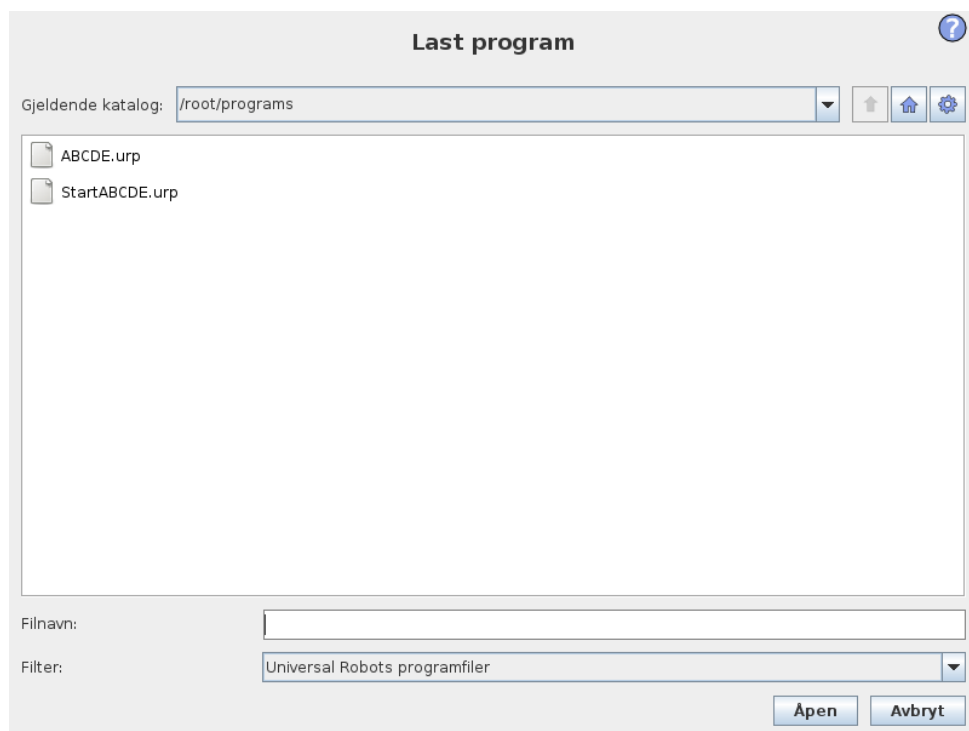 Last program
?
Gjeldende katalog: /root/programs
ABCDE.urp
StartABCDE.urp
Filnavn:
Filter: Universal Robots programfiler
Åpen Avbryt